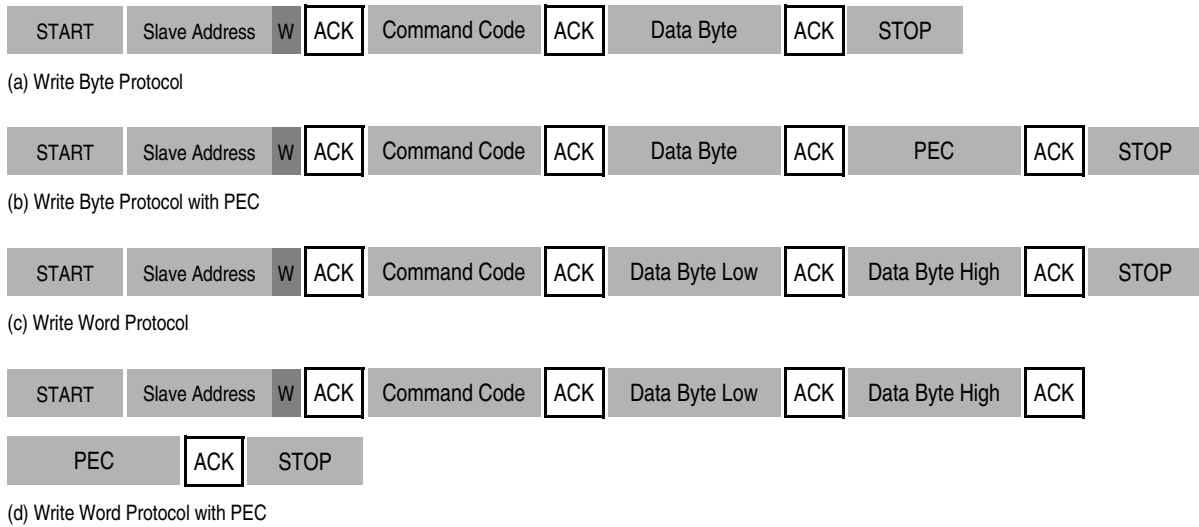 START Slave Address W ACK Command Code ACK Data Byte ACK STOP
(a) Write Byte Protocol
START Slave Address W ACK Command Code ACK Data Byte ACK PEC ACK STOP
(b) Write Byte Protocol with PEC
START Slave Address W ACK Command Code ACK Data Byte Low ACK Data Byte High ACK STOP
(c) Write Word Protocol
START Slave Address W ACK Command Code ACK Data Byte Low ACK Data Byte High ACK
PEC ACK STOP
(d) Write Word Protocol with PEC